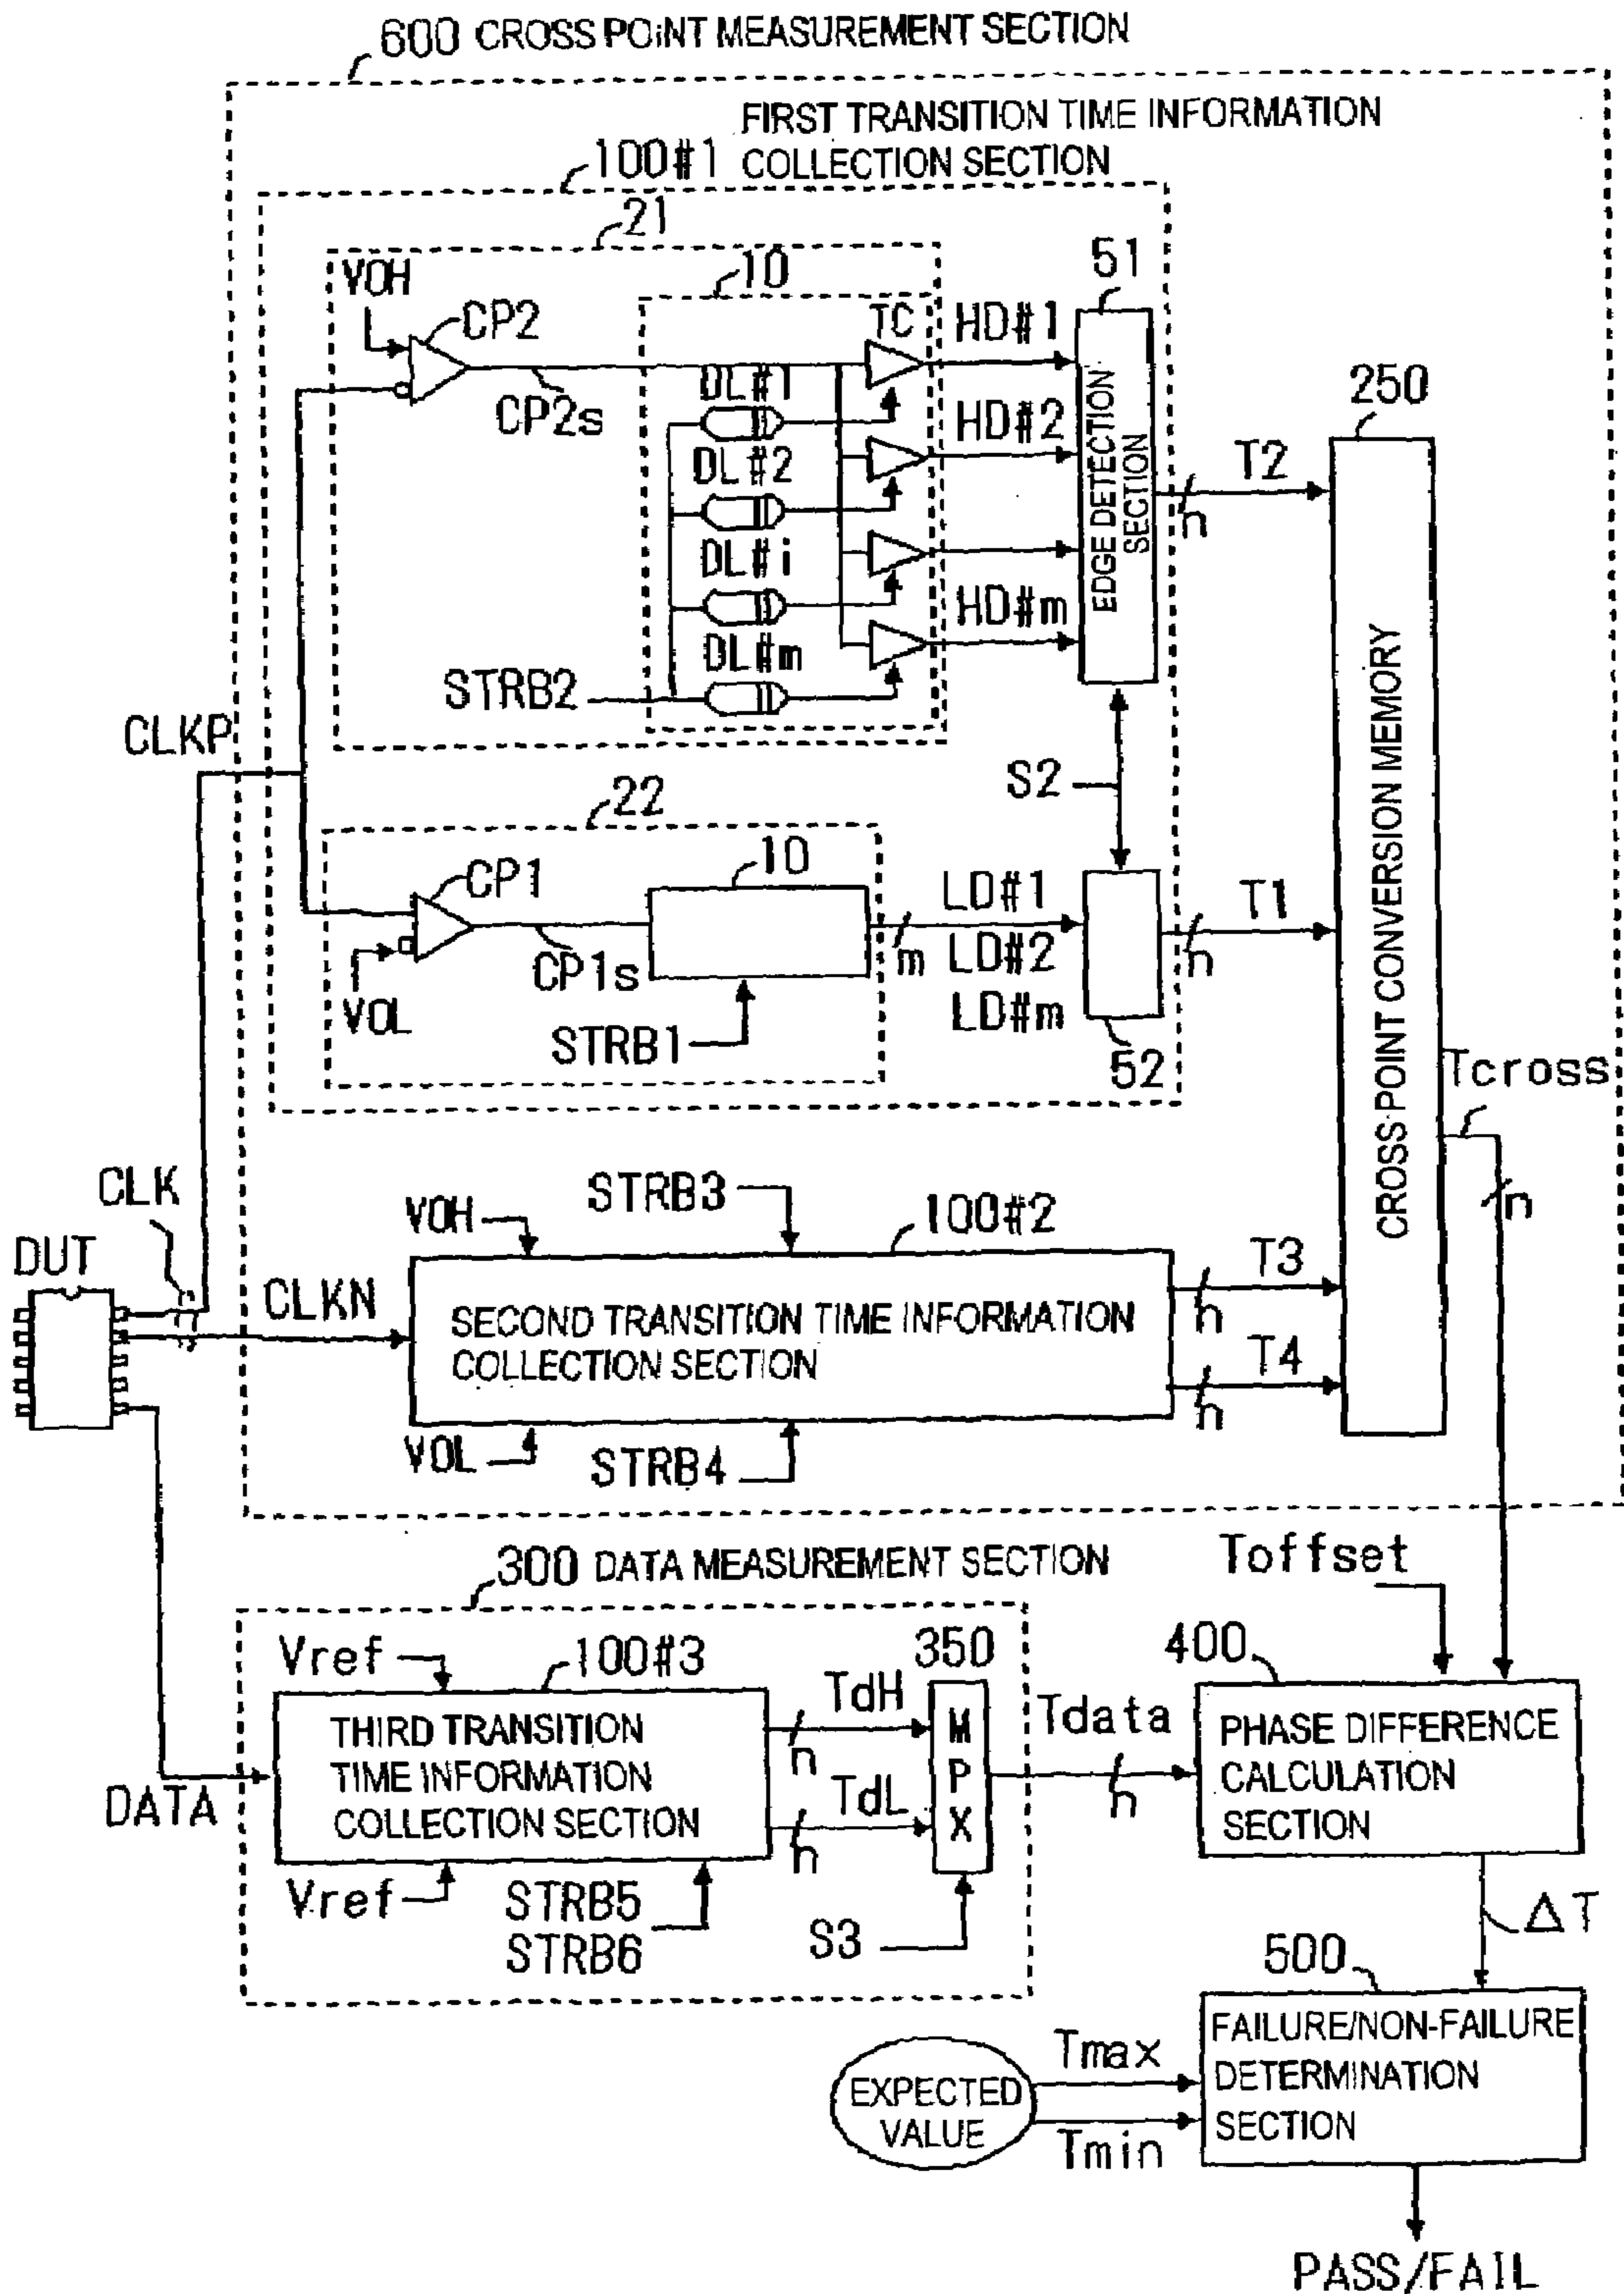 600 CROSS POiNT MEASUREMENT SECTION
FIRST TRANSITION TIME INFORMATION
100#1 COLLECTION SECTION
21
VOH
10
51
CP2
TC
HD#1
CP2s
DL#1
HD#2
DL#2
DL#i
HD#m
DL#m
EDGE DETECTION
SECTION
250
T2
n
STRB2
CLKP
S2
22
10
CP1
LD#1
T1
CP1s
m
LD#2
n
VOL
LD#m
STRB1
52
CROSS-POINT CONVERSION MEMORY
Tcross
n
CLK
STRB3
VOH
100#2
DUT
CLKN
T3
SECOND TRANSITION TIME INFORMATION
COLLECTION SECTION
n
T4
n
VOL
STRB4
300 DATA MEASUREMENT SECTION
Toffset
Vref
100#3
350
400
TdH
Tdata
THIRD TRANSITION
TIME INFORMATION
COLLECTION SECTION
n
TdL
n
M
P
X
n
PHASE DIFFERENCE
CALCULATION
SECTION
DATA
Vref
STRB5
STRB6
S3
ΔT
500
EXPECTED
VALUE
Tmax
Tmin
FAILURE/NON-FAILURE
DETERMINATION
SECTION
PASS/FAIL